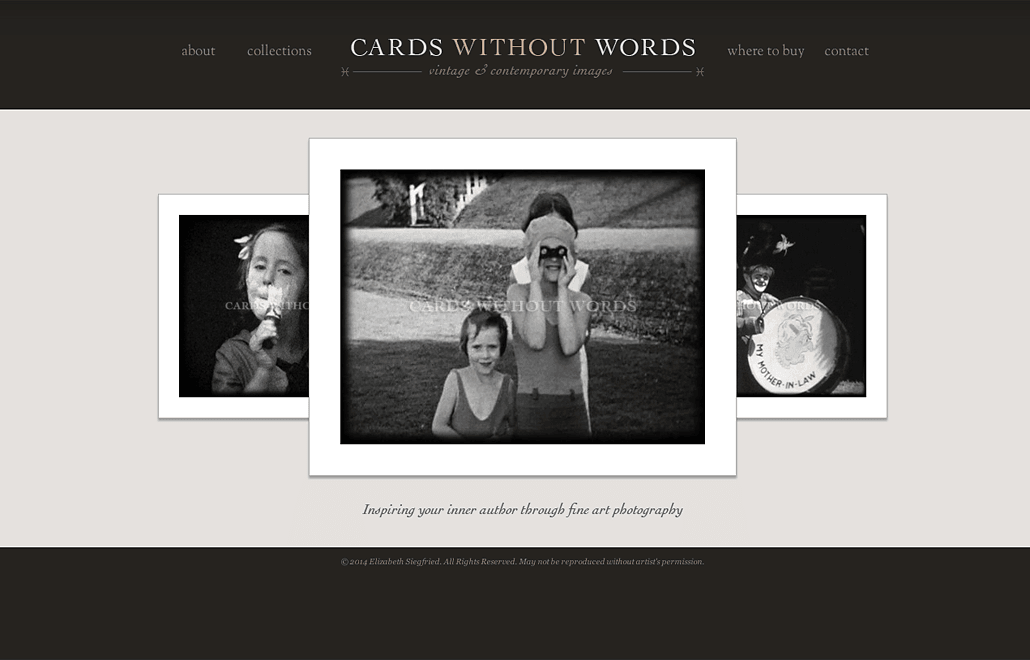 about
collections
CARDS WITHOUT WORDS
vintage & contemporary images
where to buy
contact
CARDS WITHO
CARDS WITHOUT WORDS
WORDS
MY MOTHER-IN-LAW
Inspiring your inner author through fine art photography
© 2014 Elizabeth Siegfried. All Rights Reserved. May not be reproduced without artist's permission.